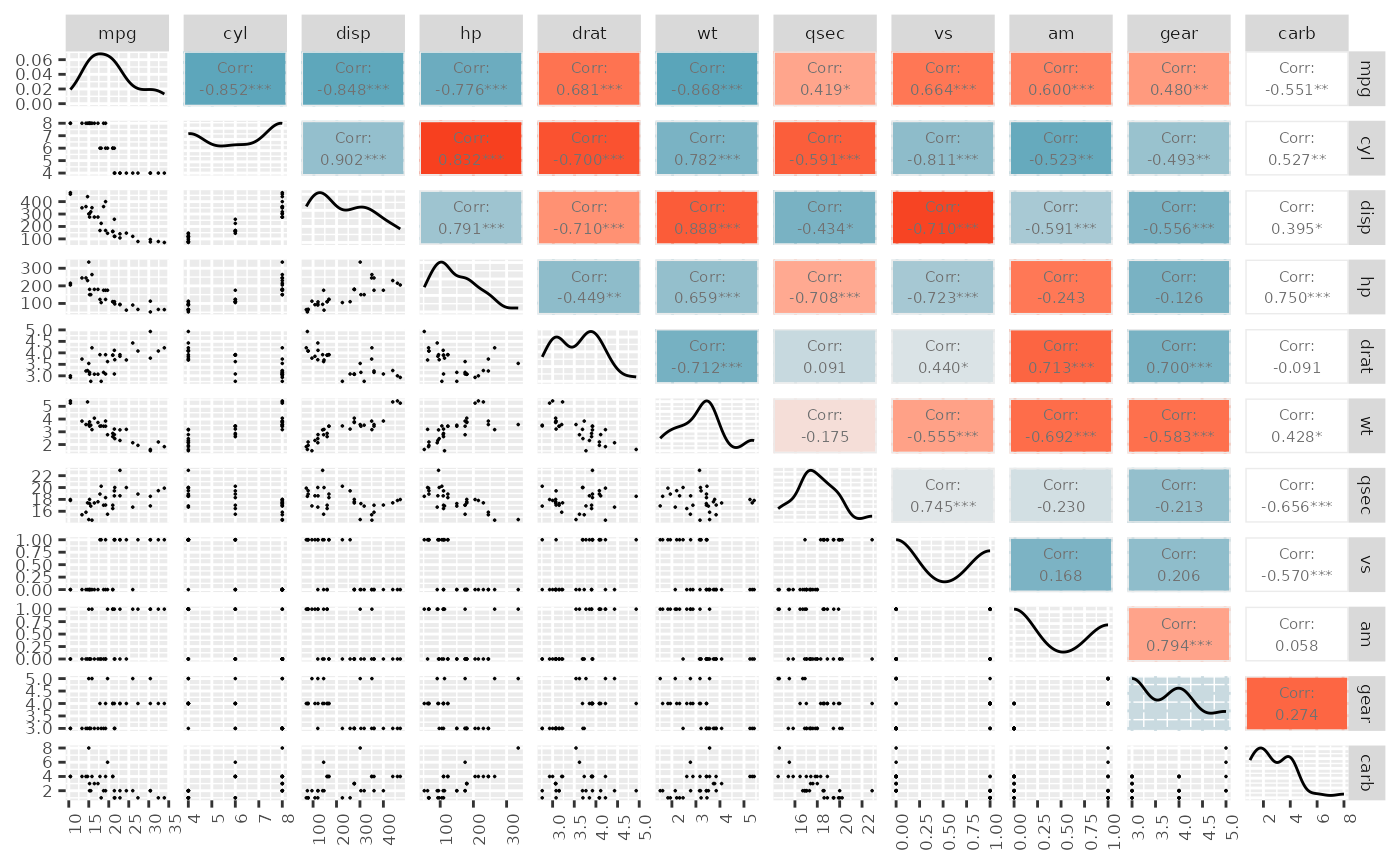 mpg cyl disp hp drat wt qsec vs am gear carb
0.06 0.04 0.02 0.00
Corr: Corr: Corr: Corr: Corr: Corr: Corr: Corr: Corr: Corr:
-0.852*** -0.848*** -0.776*** 0.681*** -0.868*** 0.419* 0.664*** 0.600*** 0.480** -0.551**
mpg
8 7 6 5 4
Corr: Corr: Corr: Corr: Corr: Corr: Corr: Corr: Corr:
0.902*** 0.832*** -0.700*** 0.782*** -0.591*** -0.811*** -0.523** -0.493** 0.527**
cyl
400 300 200 100
Corr: Corr: Corr: Corr: Corr: Corr: Corr: Corr:
0.791*** -0.710*** 0.888*** -0.434* -0.710*** -0.591*** -0.556*** 0.395*
disp
300 200 100
Corr: Corr: Corr: Corr: Corr: Corr: Corr:
-0.449** 0.659*** -0.708*** -0.723*** -0.243 -0.126 0.750***
hp
5.0 4.5 4.0 3.5 3.0
Corr: Corr: Corr: Corr: Corr: Corr:
-0.712*** 0.091 0.440* 0.713*** 0.700*** -0.091
drat
5 4 3 2
Corr: Corr: Corr: Corr: Corr:
-0.175 -0.555*** -0.692*** -0.583*** 0.428*
wt
22 20 18 16
Corr: Corr: Corr: Corr:
0.745*** -0.230 -0.213 -0.656***
qsec
1.00 0.75 0.50 0.25 0.00
Corr: Corr: Corr:
0.168 0.206 -0.570***
vs
1.00 0.75 0.50 0.25 0.00
Corr: Corr:
0.794*** 0.058
am
5.0 4.5 4.0 3.5 3.0
Corr:
0.274
gear
8 6 4 2
carb
10 15 20 25 30 35 4 5 6 7 8 100 200 300 400 100 200 300 3.0 3.5 4.0 4.5 5.0 2 3 4 5 16 18 20 22 0.00 0.25 0.50 0.75 1.00 0.00 0.25 0.50 0.75 1.00 3.0 3.5 4.0 4.5 5.0 2 4 6 8